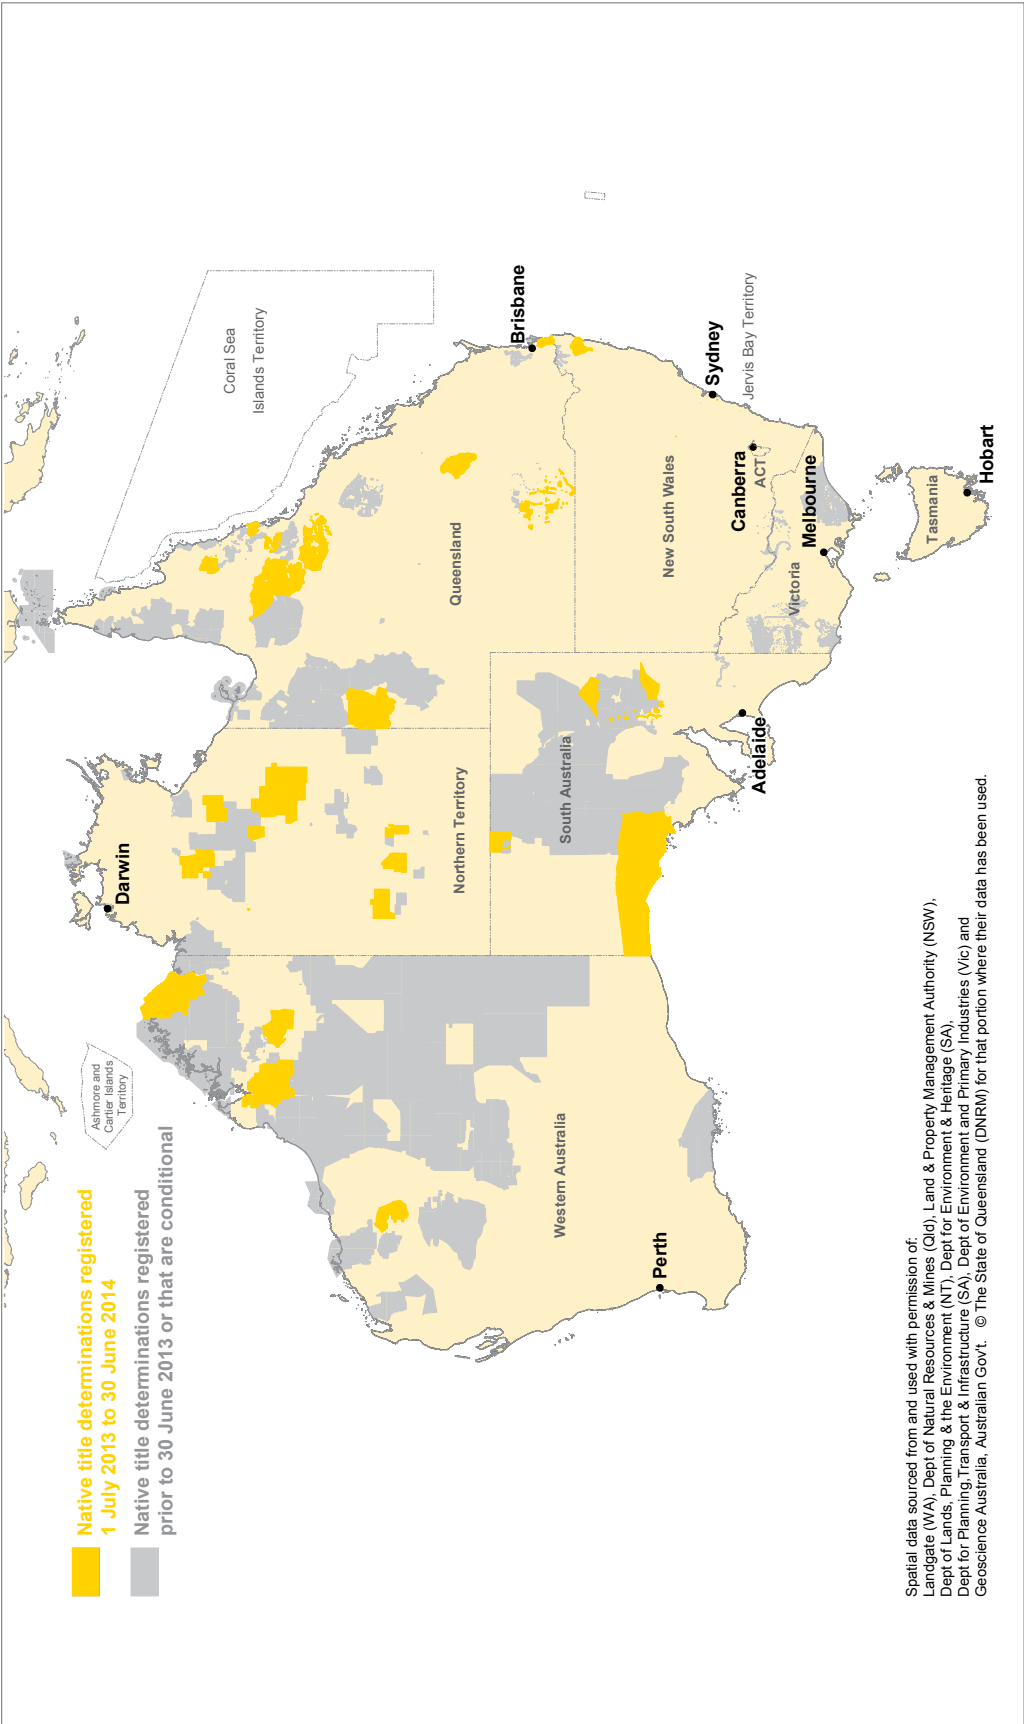 Native title determinations registered
1 July 2013 to 30 June 2014
Native title determinations registered
prior to 30 June 2013 or that are conditional
Ashmore and
Cartier Islands
Territory
Darwin
Coral Sea
Islands Territory
Northern Territory
Queensland
Western Australia
South Australia
Brisbane
New South Wales
Perth
Sydney
Jervis Bay Territory
Adelaide
Canberra
ACT
Victoria
Melbourne
Tasmania
Hobart
Spatial data sourced from and used with permission of:
Landgate (WA), Dept of Natural Resources & Mines (Qld), Land & Property Management Authority (NSW),
Dept of Lands, Planning & the Environment (NT), Dept for Environment & Heritage (SA),
Dept for Planning,Transport & Infrastructure (SA), Dept of Environment and Primary Industries (Vic) and
Geoscience Australia, Australian Gov't. © The State of Queensland (DNRM) for that portion where their data has been used.